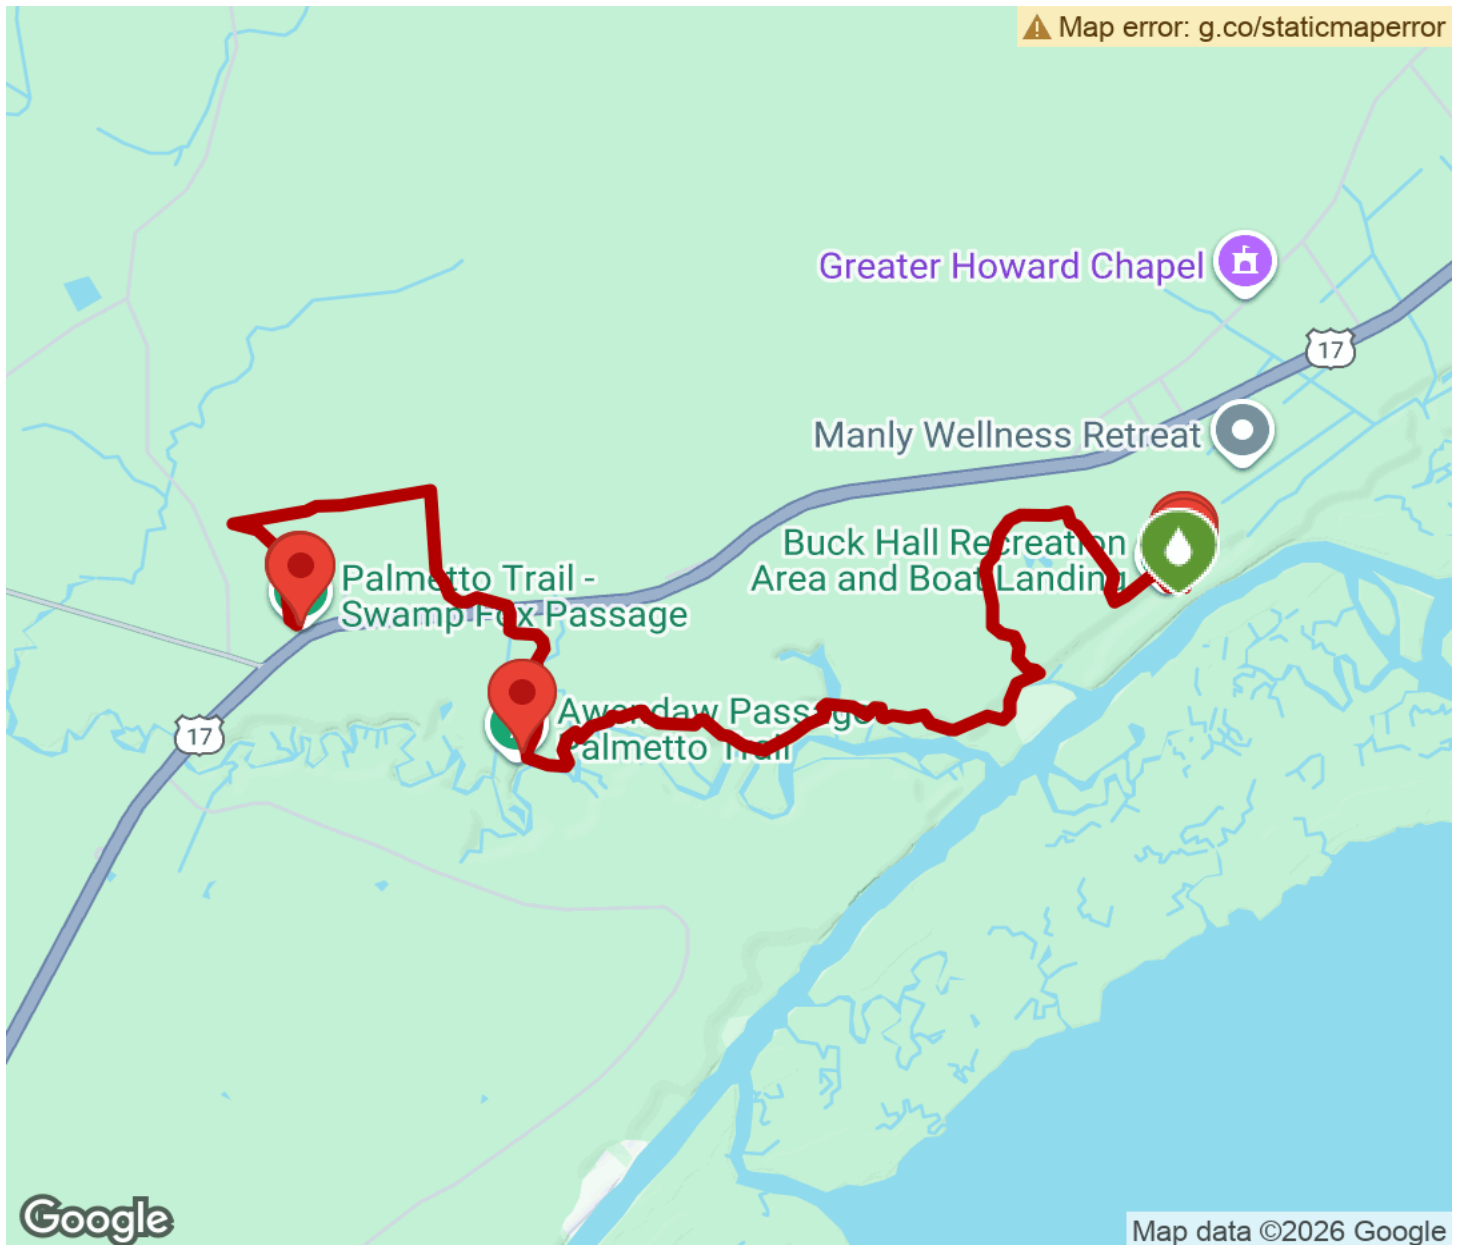 Map error: g.co/staticmaperror
Greater Howard Chapel
17
Manly Wellness Retreat
Buck Hall Recreation
Area and Boat Landing
Palmetto Trail -
Swamp Fox Passage
Awendaw Passage
Palmetto Trail
17
Google
Map data ©2026 Google